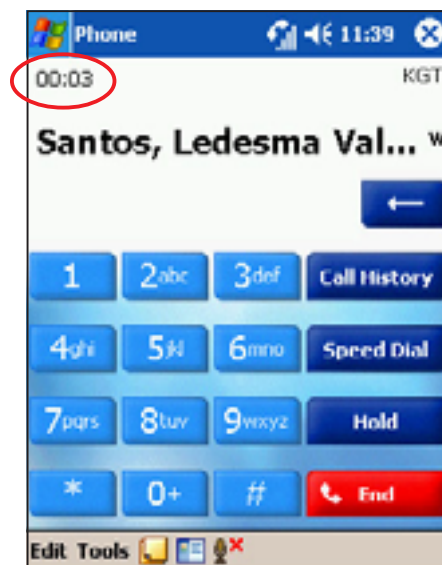 Phone 11:39
00:03 KGT
Santos, Ledesma Val... W
1 2abc 3def Call History
4ghi 5jkl 6mno Speed Dial
7pqrs 8tuv 9wxyz Hold
* 0+ # End
Edit Tools